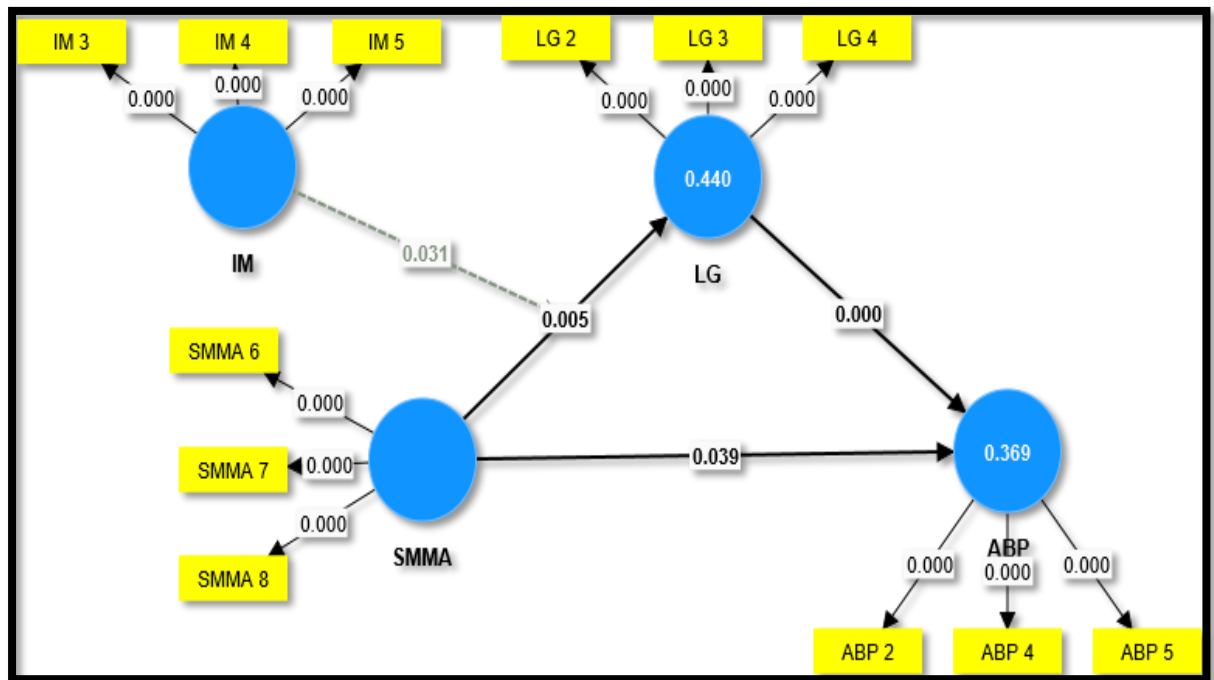 IM 3
IM 4
IM 5
LG 2
LG 3
LG 4
0.000
0.000
0.000
0.000
0.000
0.000
0.440
IM
0.031
LG
0.005
0.000
SMMA 6
0.000
SMMA 7
0.000
0.039
0.369
0.000
SMMA
SMMA 8
ABP
0.000
0.000
0.000
ABP 2
ABP 4
ABP 5